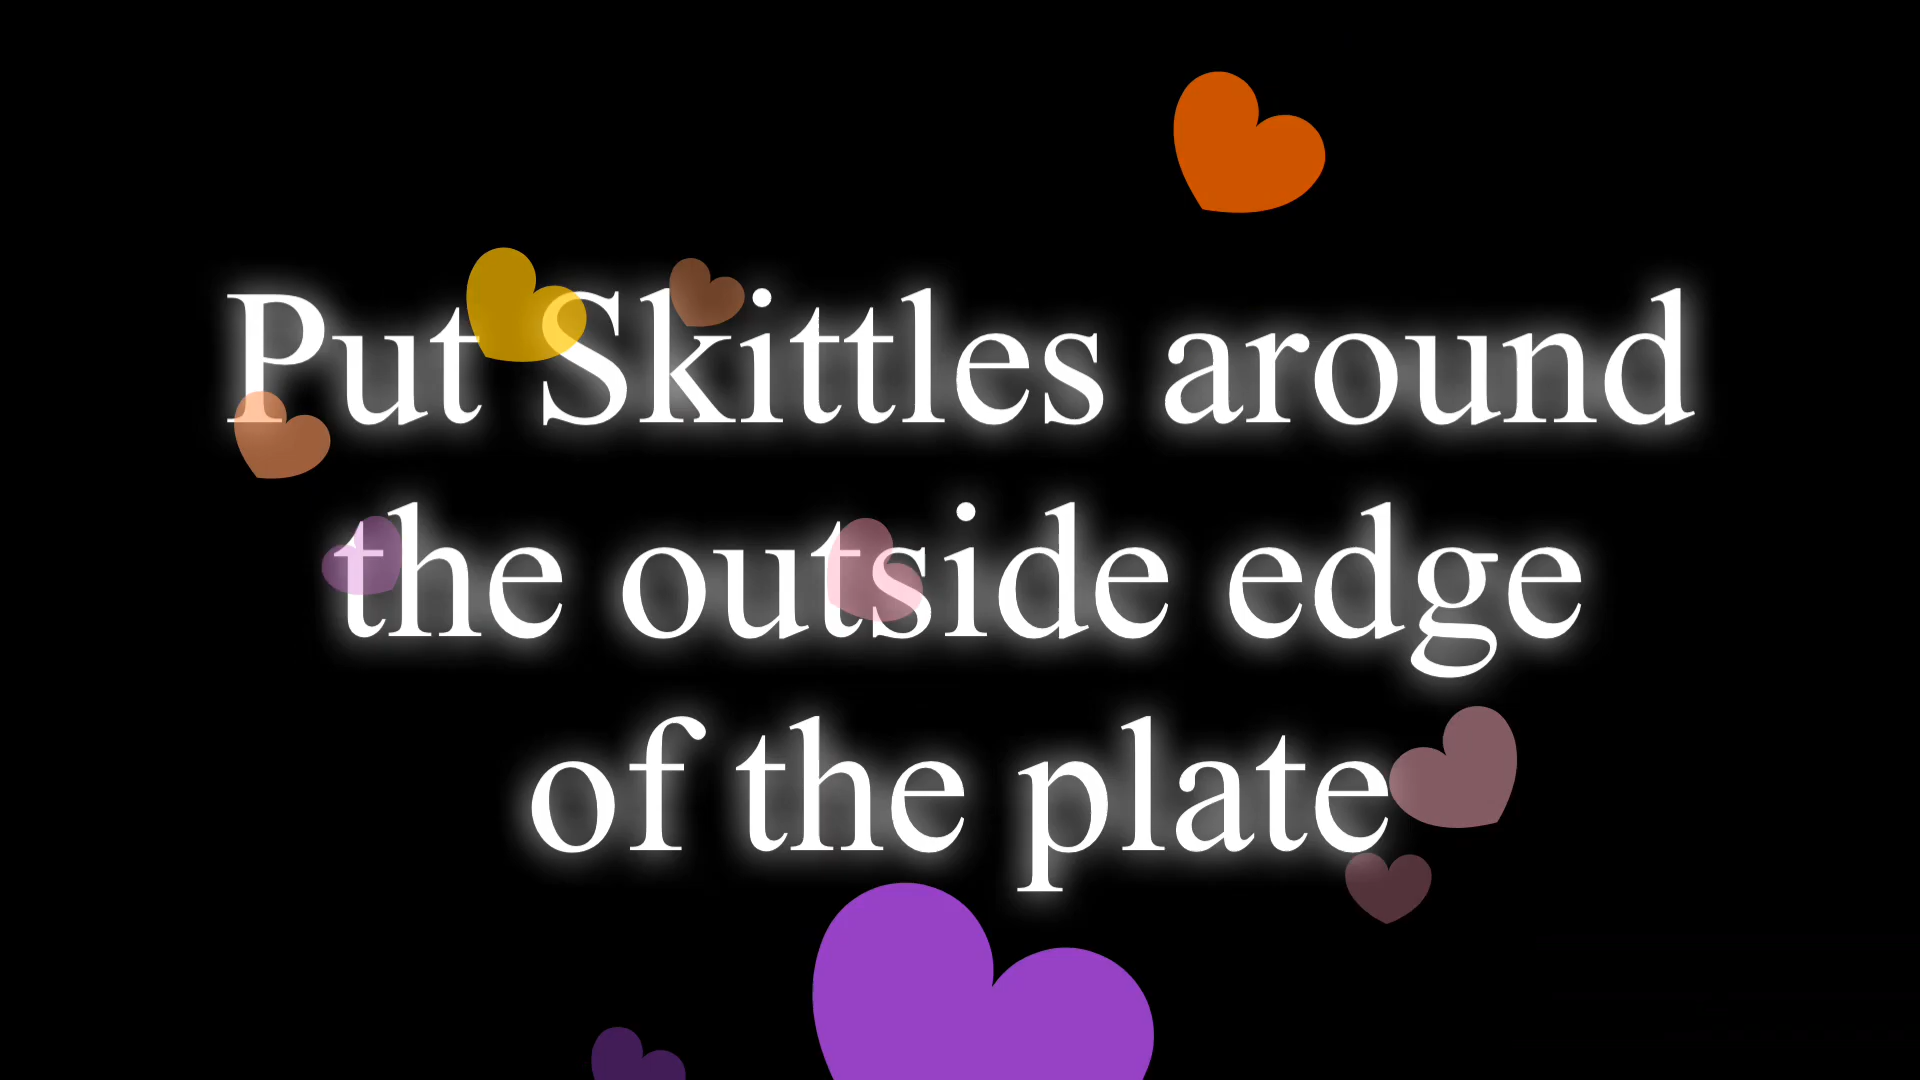 Put Skittles around
the outside edge
of the plate